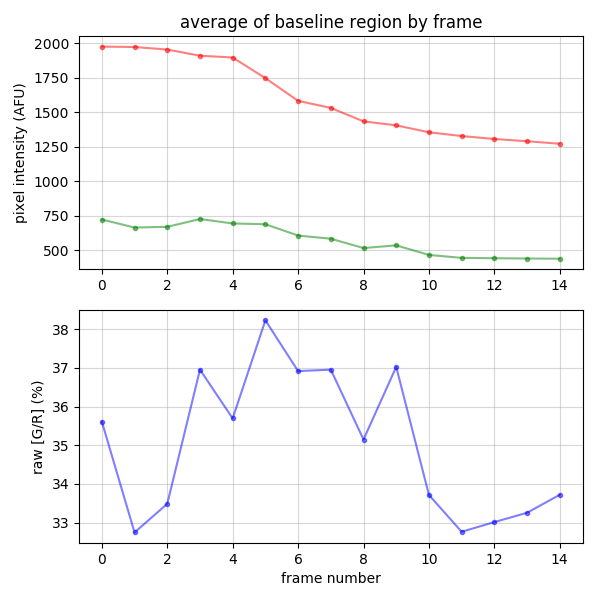 average of baseline region by frame
pixel intensity (AFU)
2000
1750
1500
1250
1000
750
500
0 2 4 6 8 10 12 14
raw [G/R] (%)
38
37
36
35
34
33
0 2 4 6 8 10 12 14
frame number